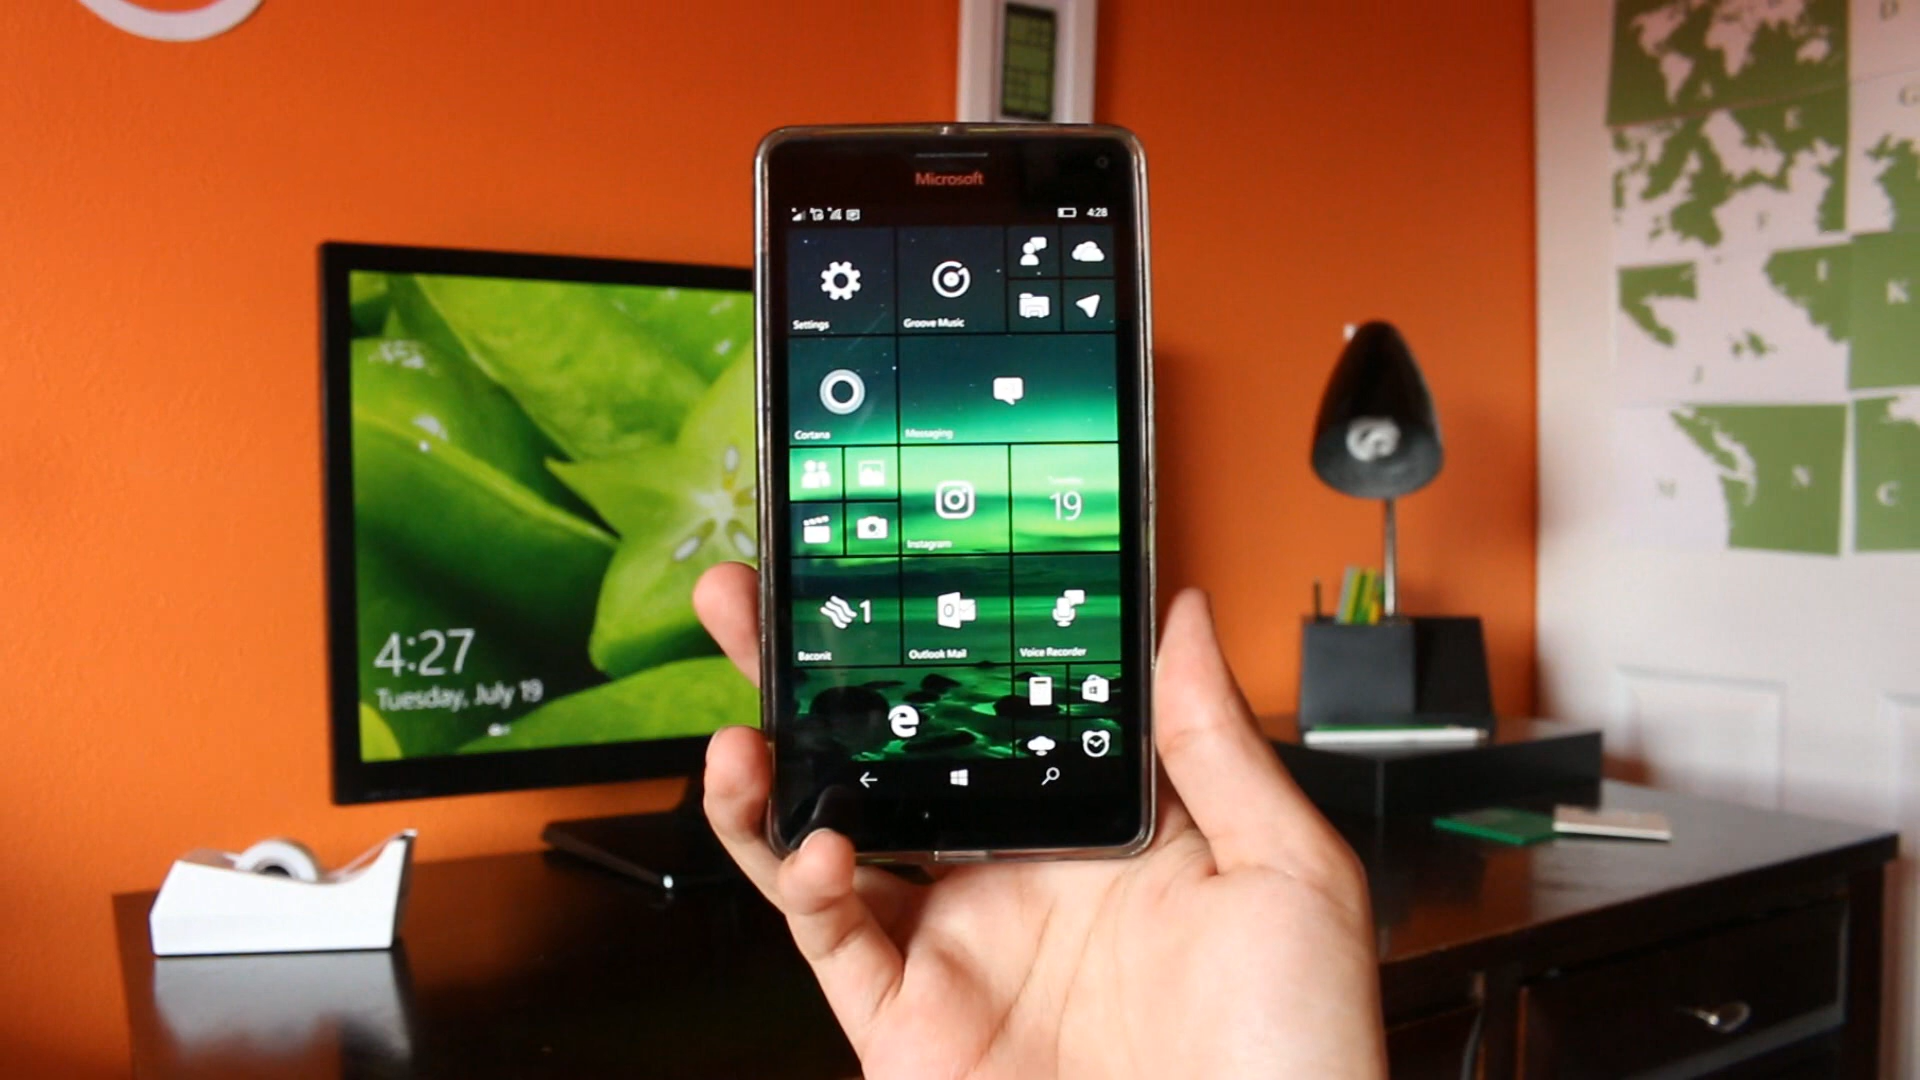 Microsoft
4:28
Settings
Groove Music
Cortana
Messaging
Instagram
Tuesday
19
1
Baconit
Outlook Mail
Voice Recorder
4:27
Tuesday, July 19
D
E
G
F
I
K
J
M
N
C